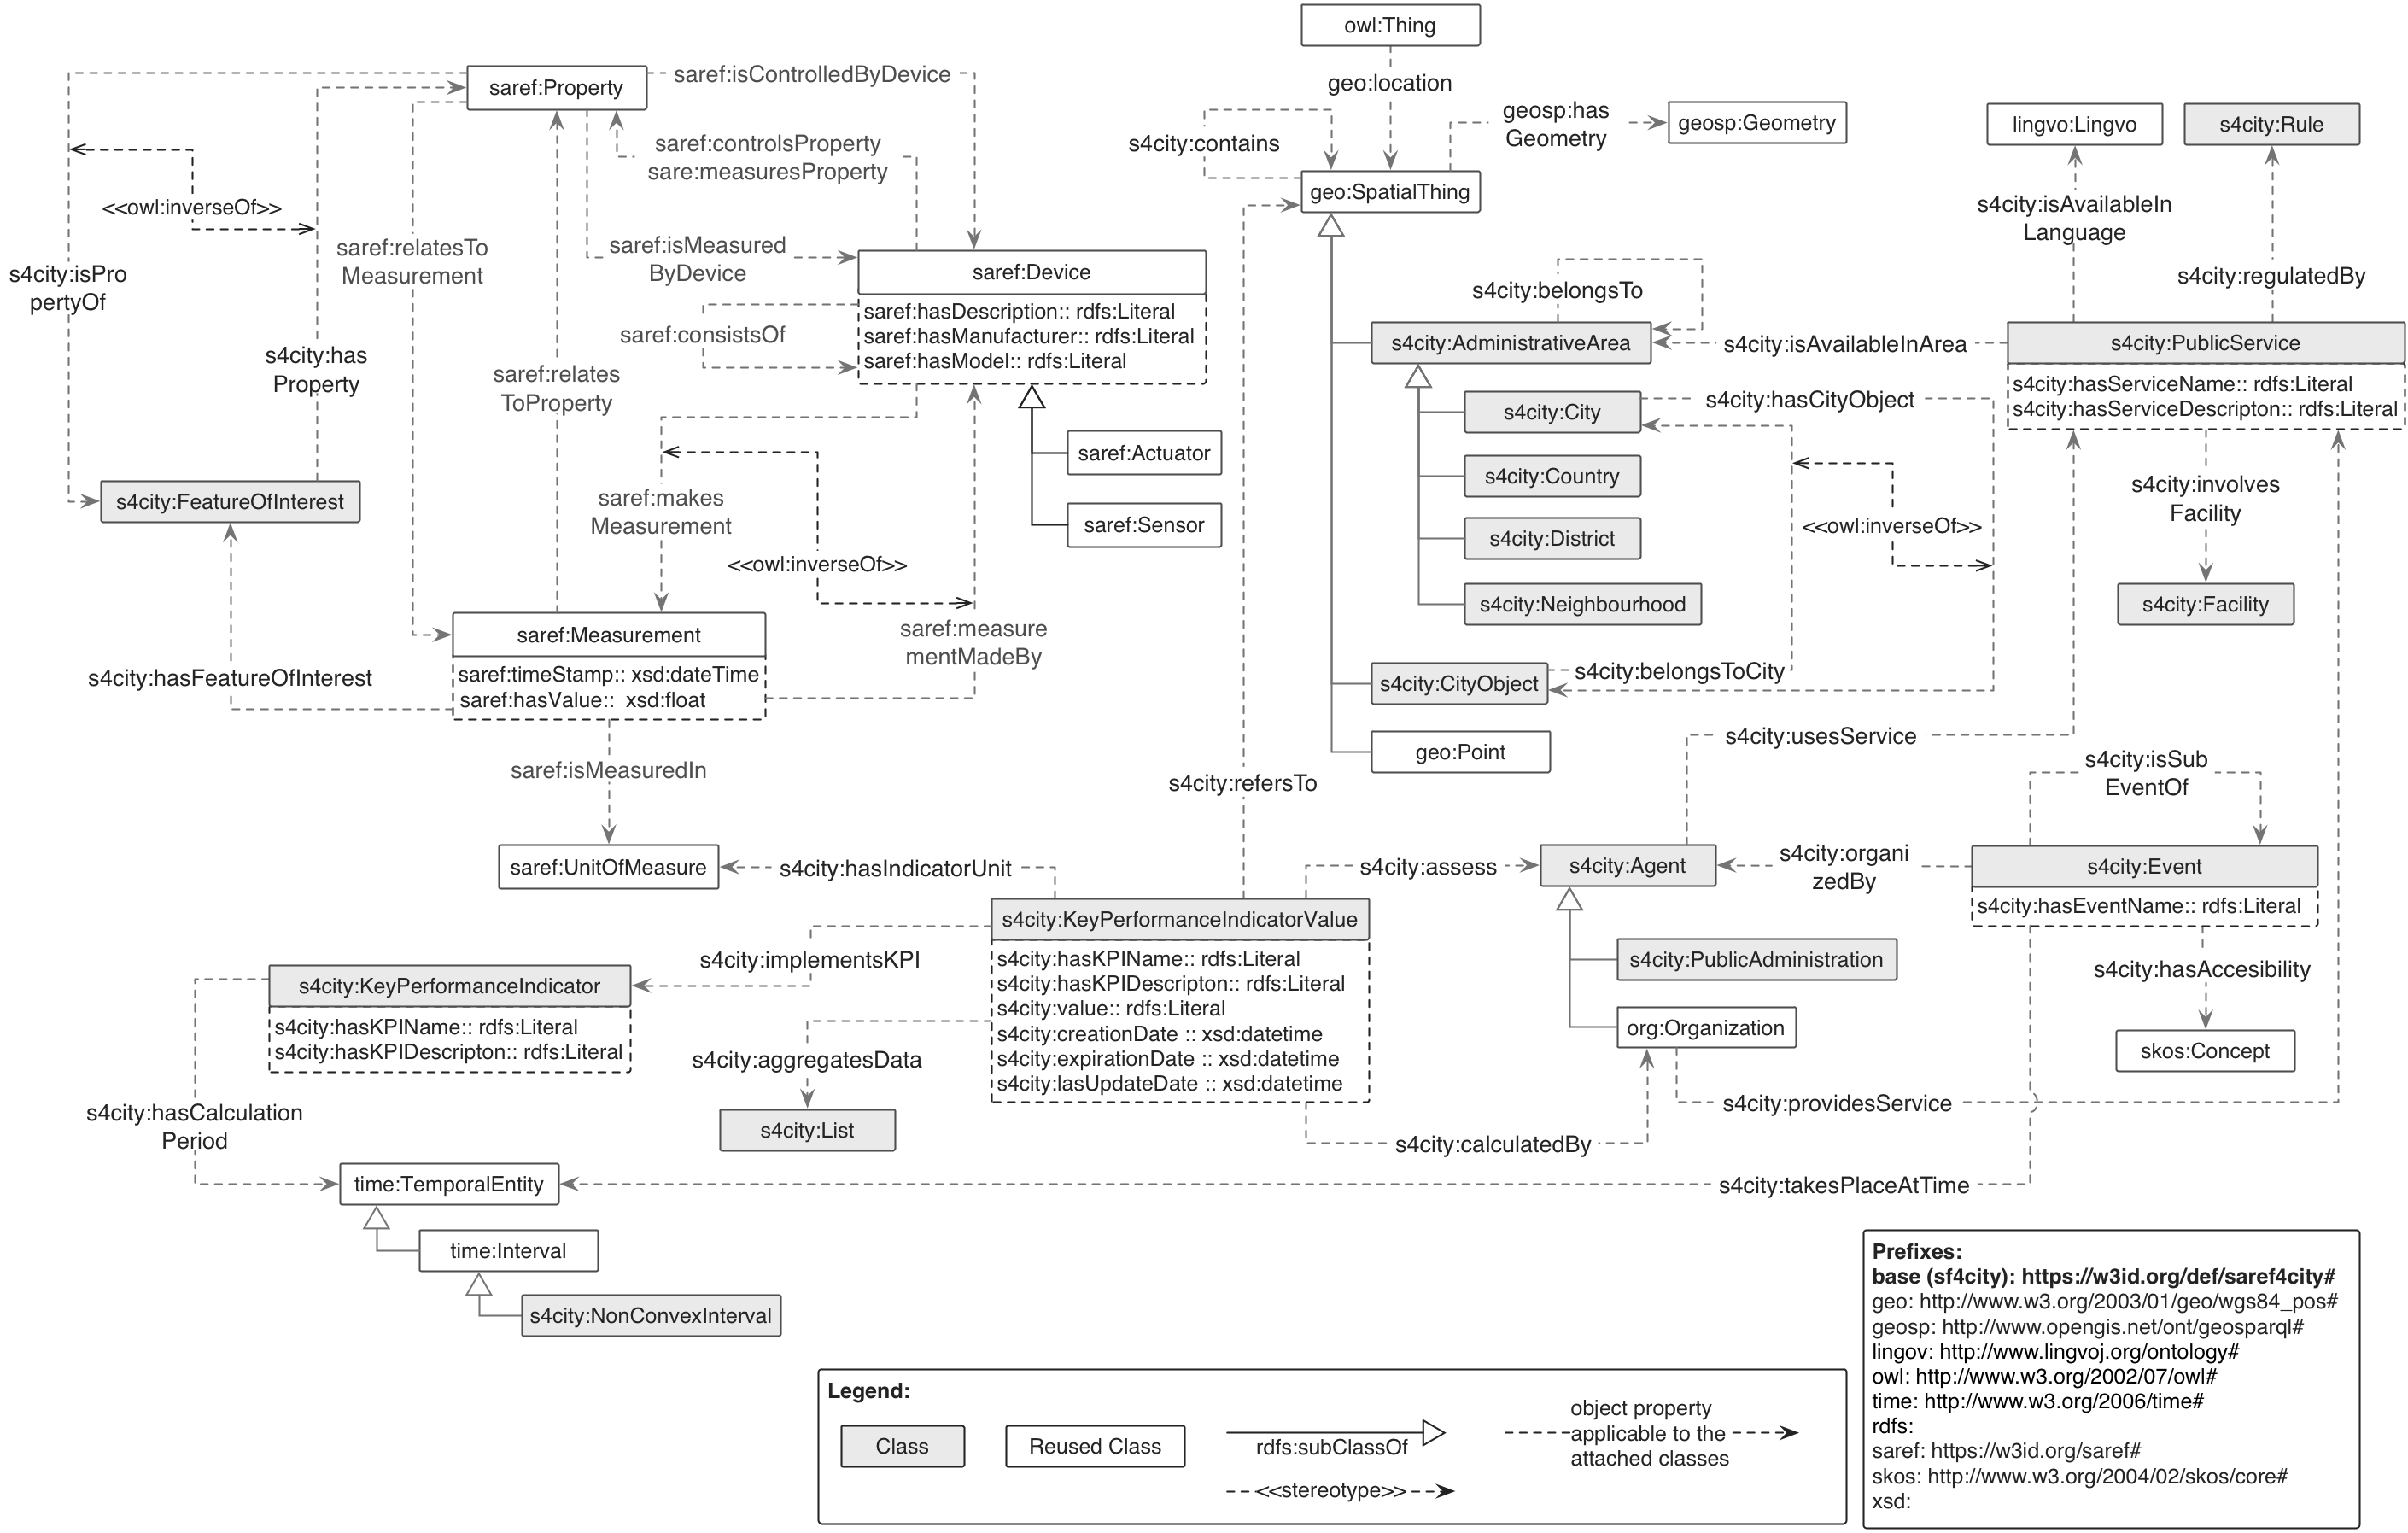 owl:Thing
geo:location
saref:Property
saref:isControlledByDevice
geosp:has
Geometry
geosp:Geometry
lingvo:Lingvo
s4city:Rule
saref:controlsProperty
sare:measuresProperty
s4city:contains
geo:SpatialThing
<<owl:inverseOf>>
s4city:isAvailableIn
Language
saref:relatesTo
Measurement
saref:isMeasured
ByDevice
s4city:isPro
pertyOf
s4city:regulatedBy
saref:Device
saref:hasDescription:: rdfs:Literal
saref:hasManufacturer:: rdfs:Literal
saref:hasModel:: rdfs:Literal
saref:consistsOf
s4city:belongsTo
s4city:AdministrativeArea
s4city:isAvailableInArea
s4city:PublicService
s4city:hasServiceName:: rdfs:Literal
s4city:hasServiceDescripton:: rdfs:Literal
s4city:has
Property
saref:relates
ToProperty
s4city:City
s4city:hasCityObject
saref:Actuator
s4city:Country
s4city:involves
Facility
s4city:FeatureOfInterest
saref:makes
Measurement
saref:Sensor
s4city:District
<<owl:inverseOf>>
<<owl:inverseOf>>
s4city:Neighbourhood
s4city:Facility
saref:Measurement
saref:timeStamp:: xsd:dateTime
saref:hasValue::  xsd:float
saref:measure
mentMadeBy
s4city:hasFeatureOfInterest
s4city:CityObject
s4city:belongsToCity
geo:Point
s4city:usesService
saref:isMeasuredIn
s4city:refersTo
s4city:isSub
EventOf
saref:UnitOfMeasure
s4city:hasIndicatorUnit
s4city:assess
s4city:Agent
s4city:organi
zedBy
s4city:Event
s4city:hasEventName:: rdfs:Literal
s4city:KeyPerformanceIndicatorValue
s4city:hasKPIName:: rdfs:Literal
s4city:hasKPIDescripton:: rdfs:Literal
s4city:value:: rdfs:Literal
s4city:creationDate :: xsd:datetime
s4city:expirationDate :: xsd:datetime
s4city:lasUpdateDate :: xsd:datetime
s4city:implementsKPI
s4city:PublicAdministration
s4city:hasAccesibility
s4city:KeyPerformanceIndicator
s4city:hasKPIName:: rdfs:Literal
s4city:hasKPIDescripton:: rdfs:Literal
org:Organization
skos:Concept
s4city:aggregatesData
s4city:hasCalculation
Period
s4city:List
s4city:providesService
s4city:calculatedBy
time:TemporalEntity
s4city:takesPlaceAtTime
time:Interval
s4city:NonConvexInterval
Prefixes:
base (sf4city): https://w3id.org/def/saref4city#
geo: http://www.w3.org/2003/01/geo/wgs84_pos#
geosp: http://www.opengis.net/ont/geosparql#
lingov: http://www.lingvoj.org/ontology#
owl: http://www.w3.org/2002/07/owl#
time: http://www.w3.org/2006/time#
rdfs:
saref: https://w3id.org/saref#
skos: http://www.w3.org/2004/02/skos/core#
xsd:
Legend:
Class
Reused Class
rdfs:subClassOf
<<stereotype>>
object property
applicable to the
attached classes